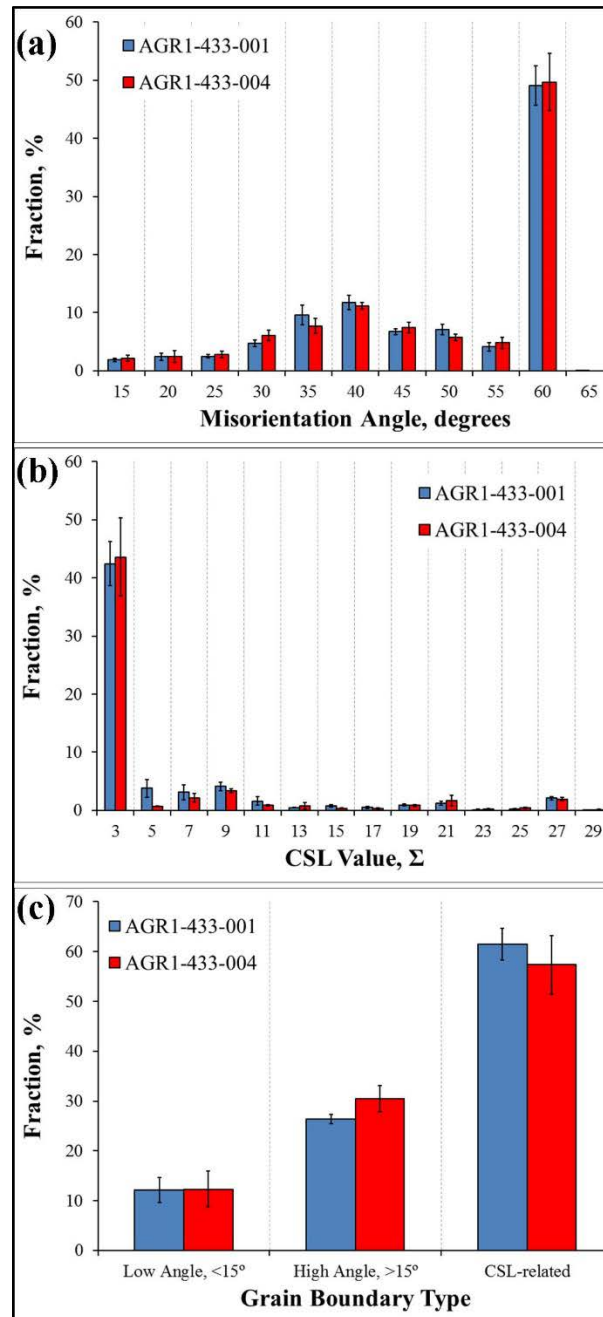 (a)
60
50
40
30
20
10
0
Fraction, %
AGR1-433-001
AGR1-433-004
15 20 25 30 35 40 45 50 55 60 65
Misorientation Angle, degrees
(b)
60
50
40
30
20
10
0
Fraction, %
AGR1-433-001
AGR1-433-004
3 5 7 9 11 13 15 17 19 21 23 25 27 29
CSL Value, Σ
(c)
70
60
50
40
30
20
10
0
Fraction, %
AGR1-433-001
AGR1-433-004
Low Angle, <15º High Angle, >15º CSL-related
Grain Boundary Type